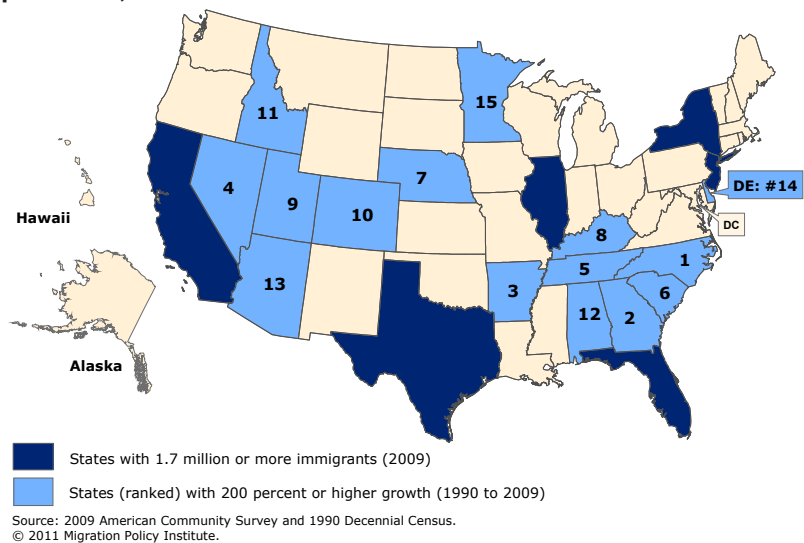 15
11
7
DE: #14
4
9
10
Hawaii
DC
8
1
5
13
3
6
12
2
Alaska
States with 1.7 million or more immigrants (2009)
States (ranked) with 200 percent or higher growth (1990 to 2009)
Source: 2009 American Community Survey and 1990 Decennial Census.
© 2011 Migration Policy Institute.